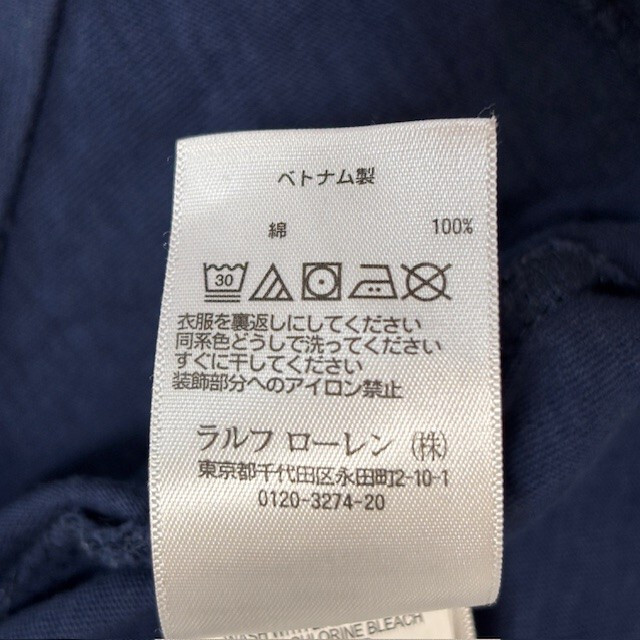 ベトナム製
綿 100%
30
衣服を裏返しにしてください
同系色どうしで洗ってください
すぐに干してください
装飾部分へのアイロン禁止
ラルフ ローレン (株)
東京都千代田区永田町2-10-1
0120-3274-20
CHLORINE BLEACH